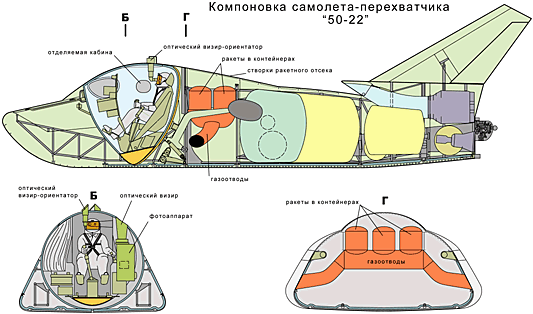 Компоновка самолета-перехватчика
"50-22"
Б
Г
оптический визир-ориентатор
отделяемая кабина
ракеты в контейнерах
створки ракетного отсека
газоотводы
оптический
визир-ориентатор
Б
оптический визир
фотоаппарат
Г
ракеты в контейнерах
газоотводы